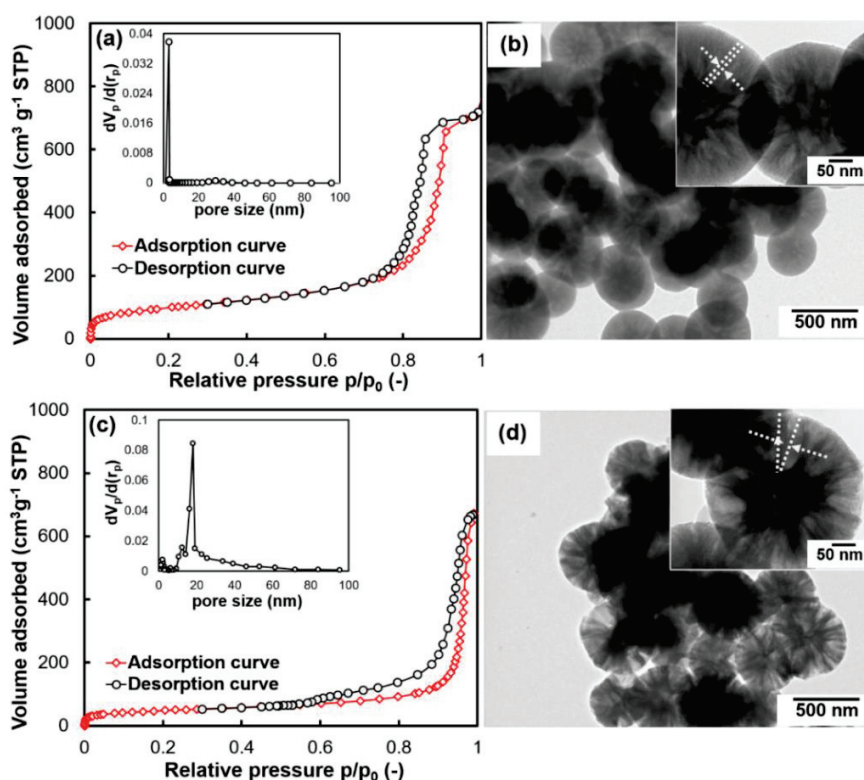 (a)
1000
800
600
400
200
0
Volume adsorbed (cm³ g⁻¹ STP)
0.04
0.032
0.024
0.016
0.008
0
dVₚ/d(rₚ)
0 20 40 60 80 100
pore size (nm)
Adsorption curve
Desorption curve
0 0.2 0.4 0.6 0.8 1
Relative pressure p/p₀ (-)
(b)
50 nm
500 nm
(c)
1000
800
600
400
200
0
Volume adsorbed (cm³g⁻¹ STP)
0.1
0.08
0.06
0.04
0.02
0
dVₚ/d(rₚ)
0 20 40 60 80 100
pore size (nm)
Adsorption curve
Desorption curve
0 0.2 0.4 0.6 0.8 1
Relative pressure p/p₀ (-)
(d)
50 nm
500 nm